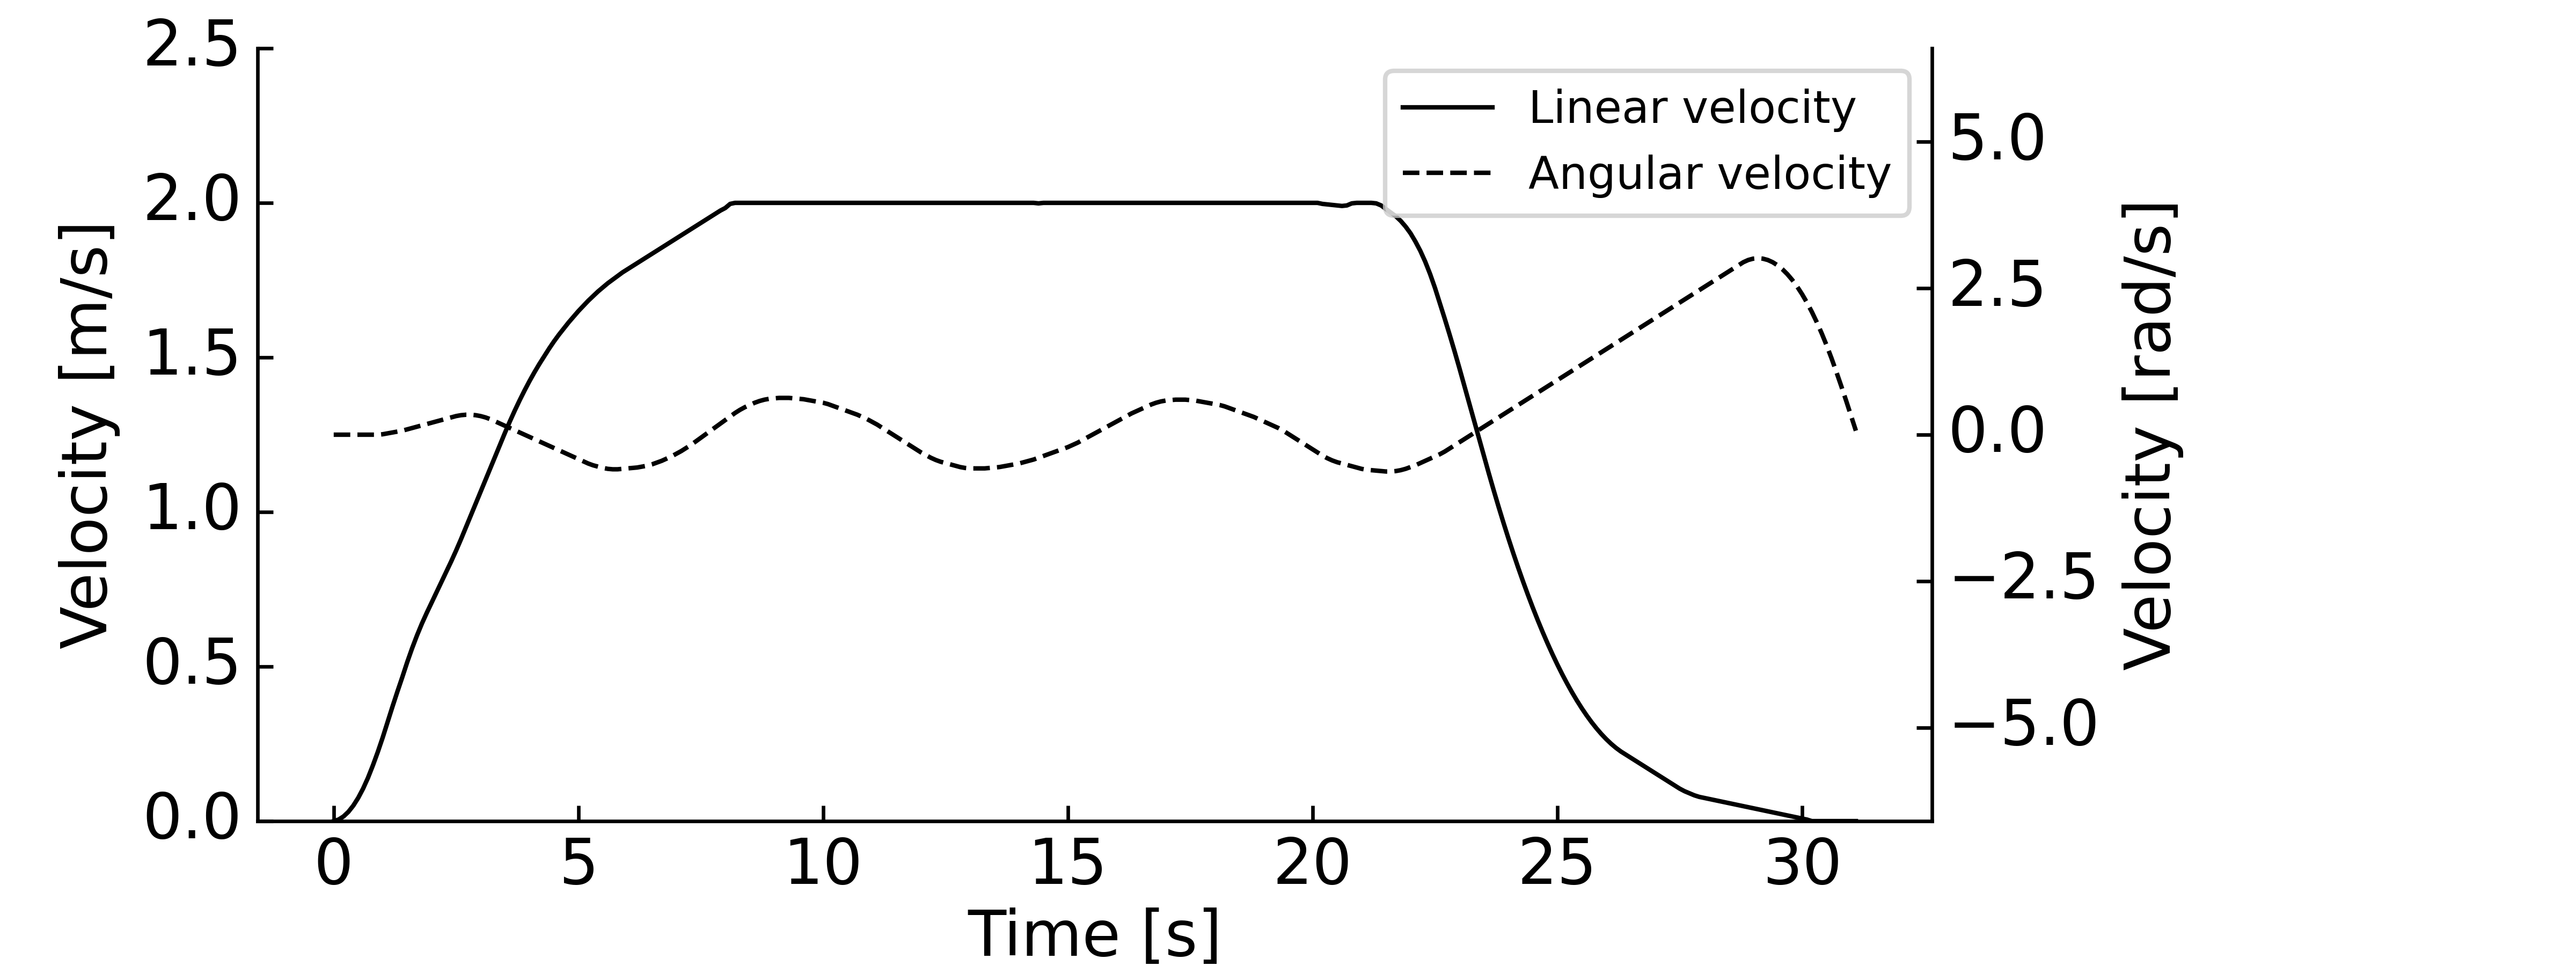 2.5
2.0
1.5
1.0
0.5
0.0
Velocity [m/s]
Linear velocity
Angular velocity
5.0
2.5
0.0
−2.5
−5.0
Velocity [rad/s]
0 5 10 15 20 25 30
Time [s]